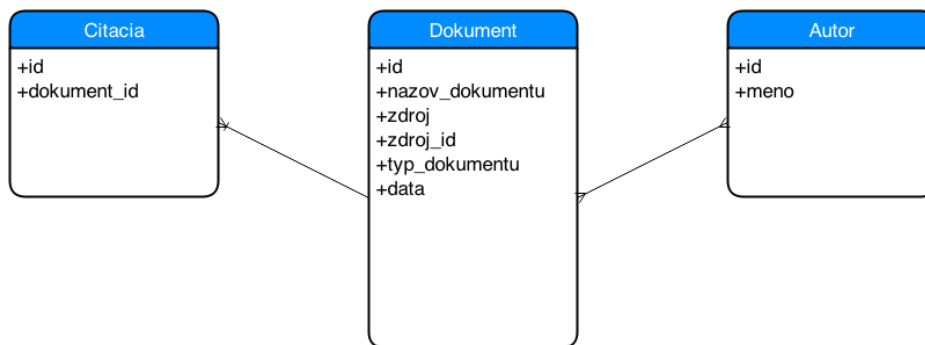 Citacia
+id
+dokument_id
Dokument
+id
+nazov_dokumentu
+zdroj
+zdroj_id
+typ_dokumentu
+data
Autor
+id
+meno